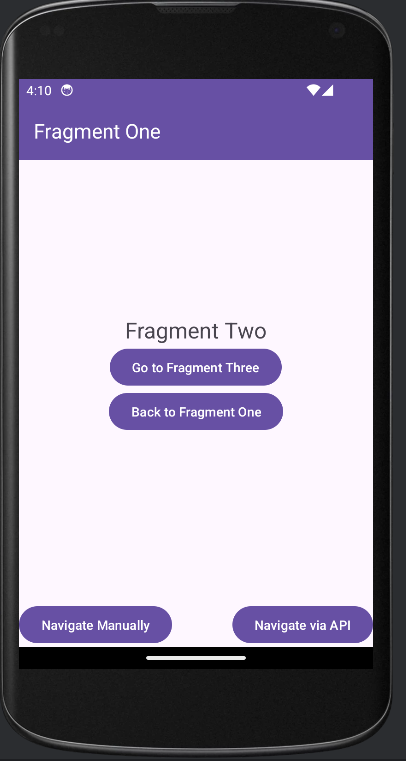 4:10
Fragment One
Fragment Two
Go to Fragment Three
Back to Fragment One
Navigate Manually Navigate via API